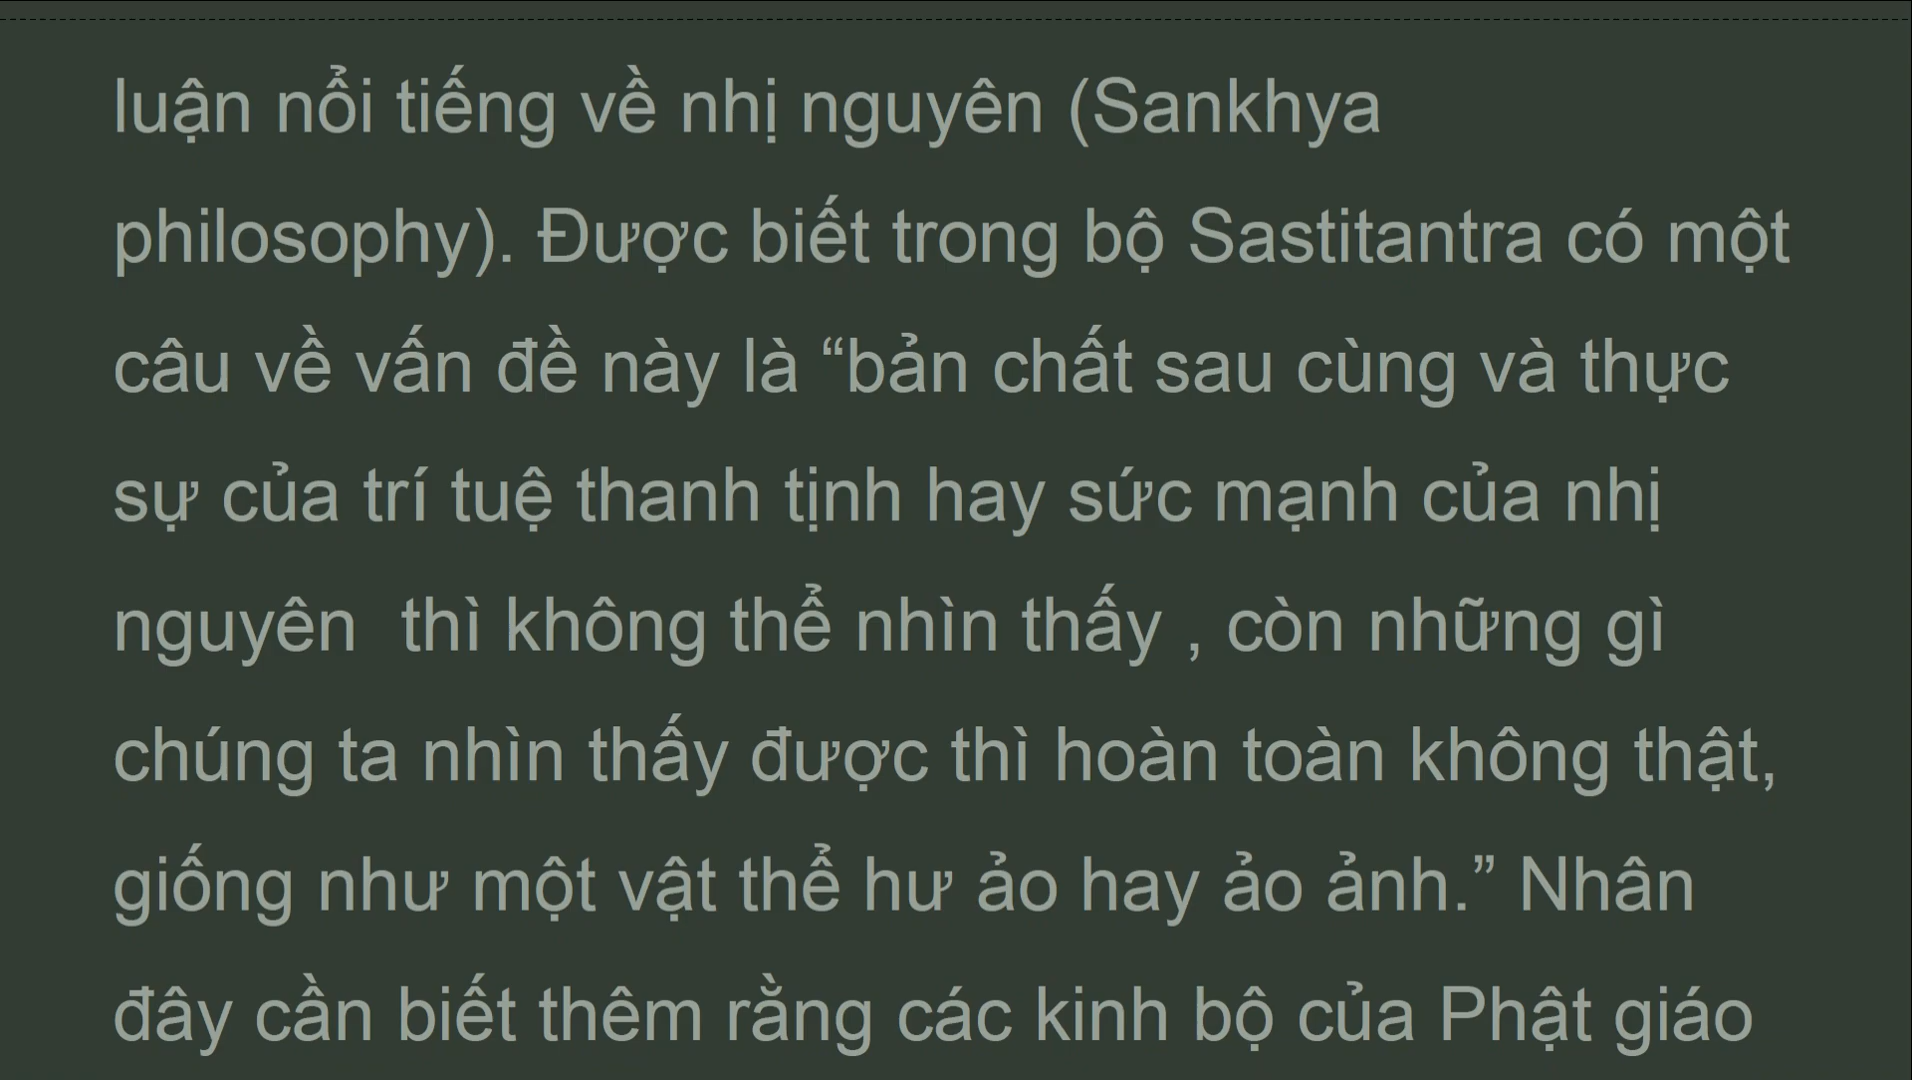 luận nổi tiếng về nhị nguyên (Sankhya
philosophy). Được biết trong bộ Sastitantra có một
câu về vấn đề này là “bản chất sau cùng và thực
sự của trí tuệ thanh tịnh hay sức mạnh của nhị
nguyên  thì không thể nhìn thấy , còn những gì
chúng ta nhìn thấy được thì hoàn toàn không thật,
giống như một vật thể hư ảo hay ảo ảnh.” Nhân
đây cần biết thêm rằng các kinh bộ của Phật giáo